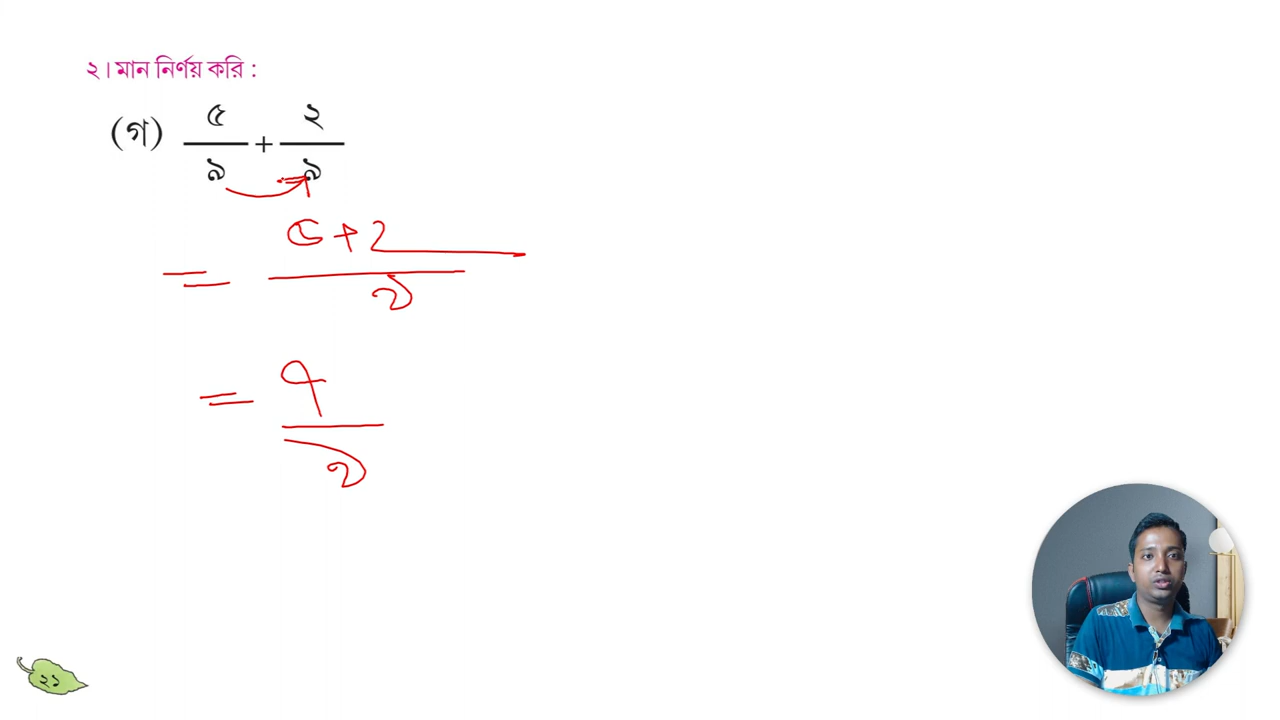 ২। মান নির্ণয় করি :
(গ) ৫/৯ + ২/৯
= ৫+২/৯
= ৭/৯
২১